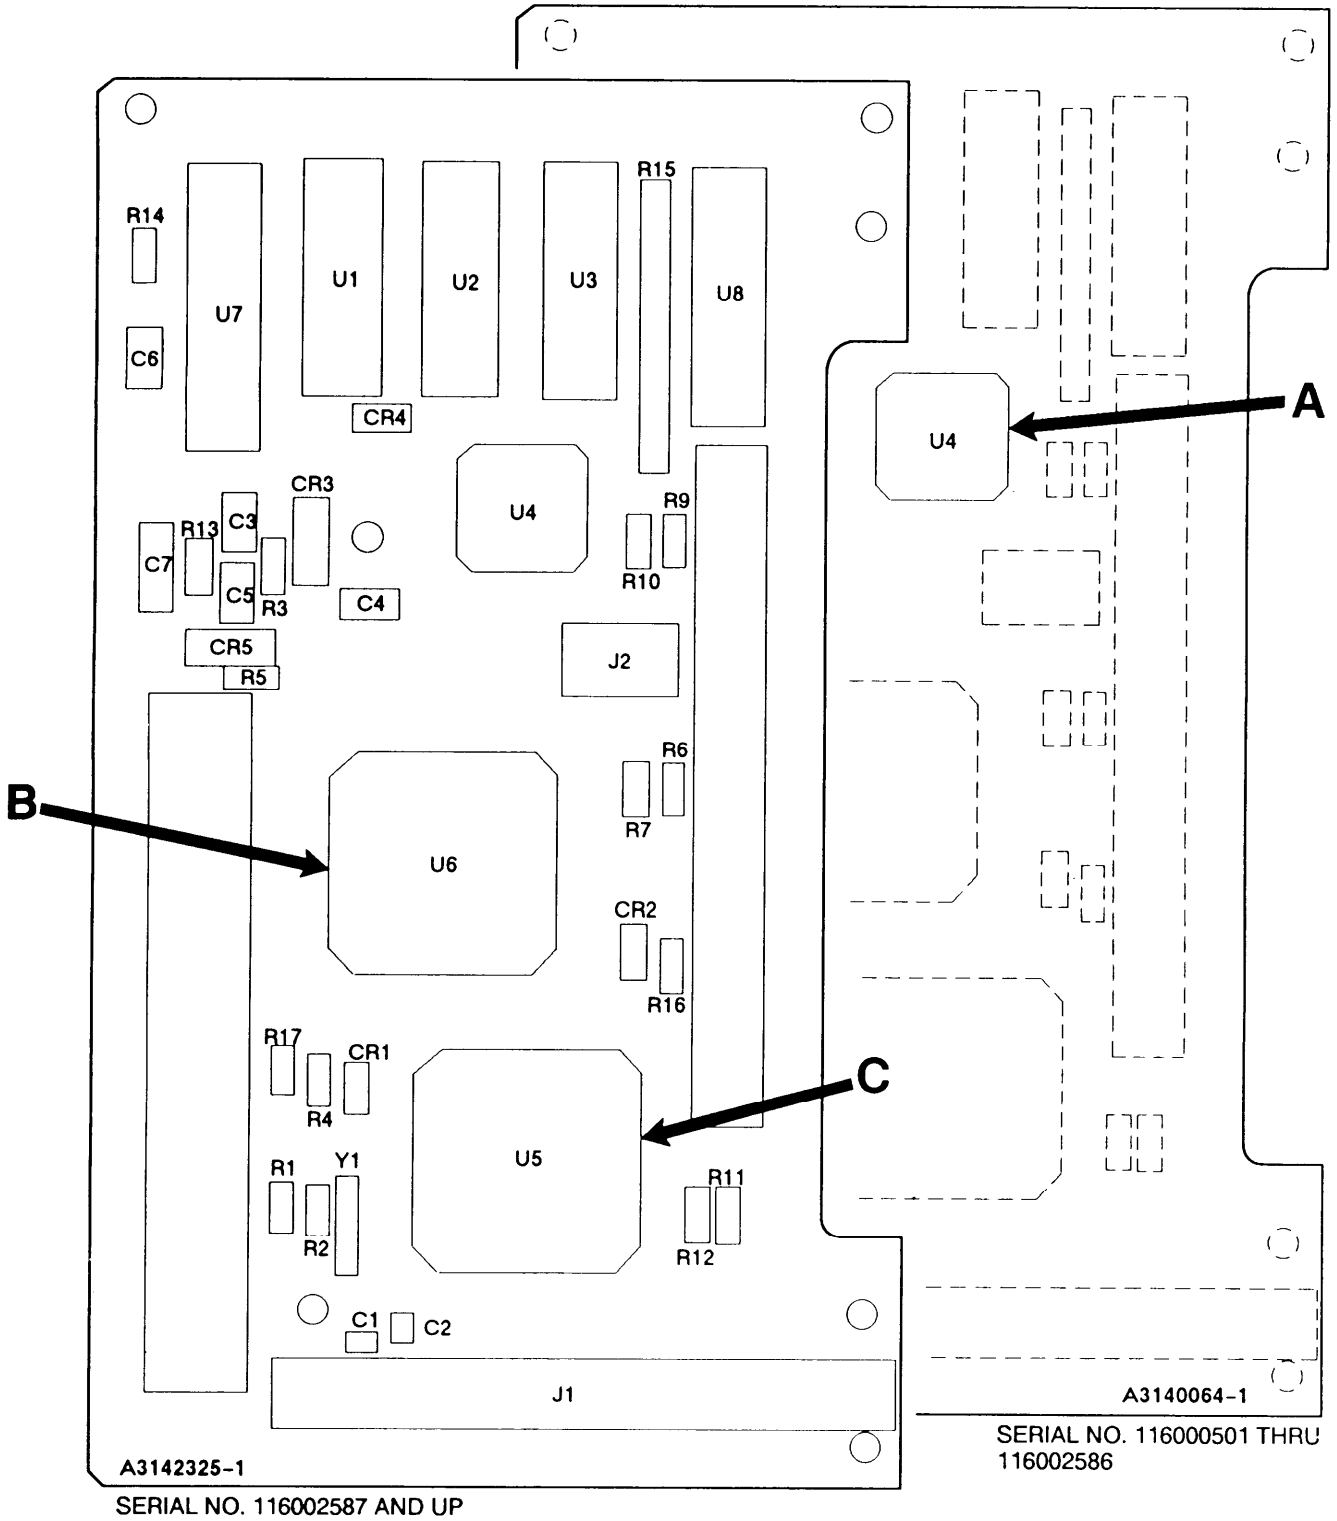 R14
R15
U7
U1
U2
U3
U8
C6
CR4
A
U4
U4
CR3
R9
R13
C3
C7
R10
C5
R3
C4
CR5
R5
J2
R6
B
R7
U6
CR2
R16
R17
CR1
R4
C
U5
R1
Y1
R11
R2
R12
C1
C2
J1
A3140064-1
SERIAL NO. 116000501 THRU
116002586
A3142325-1
SERIAL NO. 116002587 AND UP